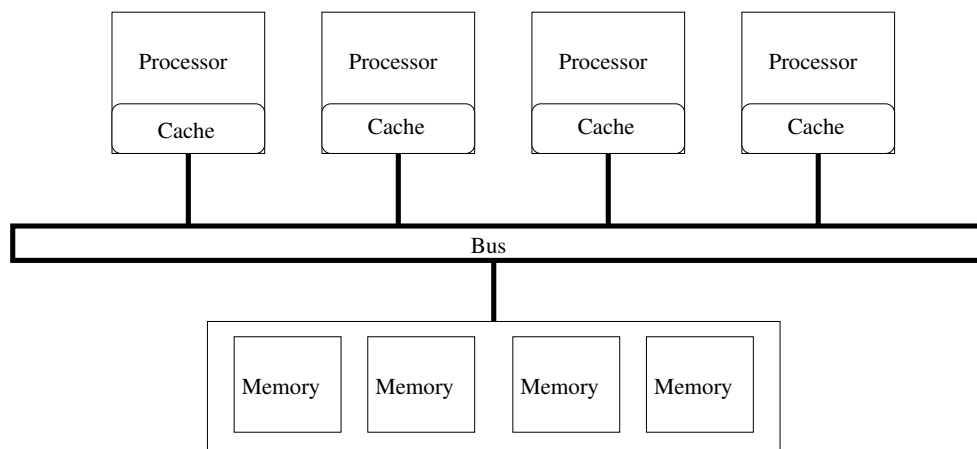 Processor Processor Processor Processor
Cache Cache Cache Cache
Bus
Memory Memory Memory Memory